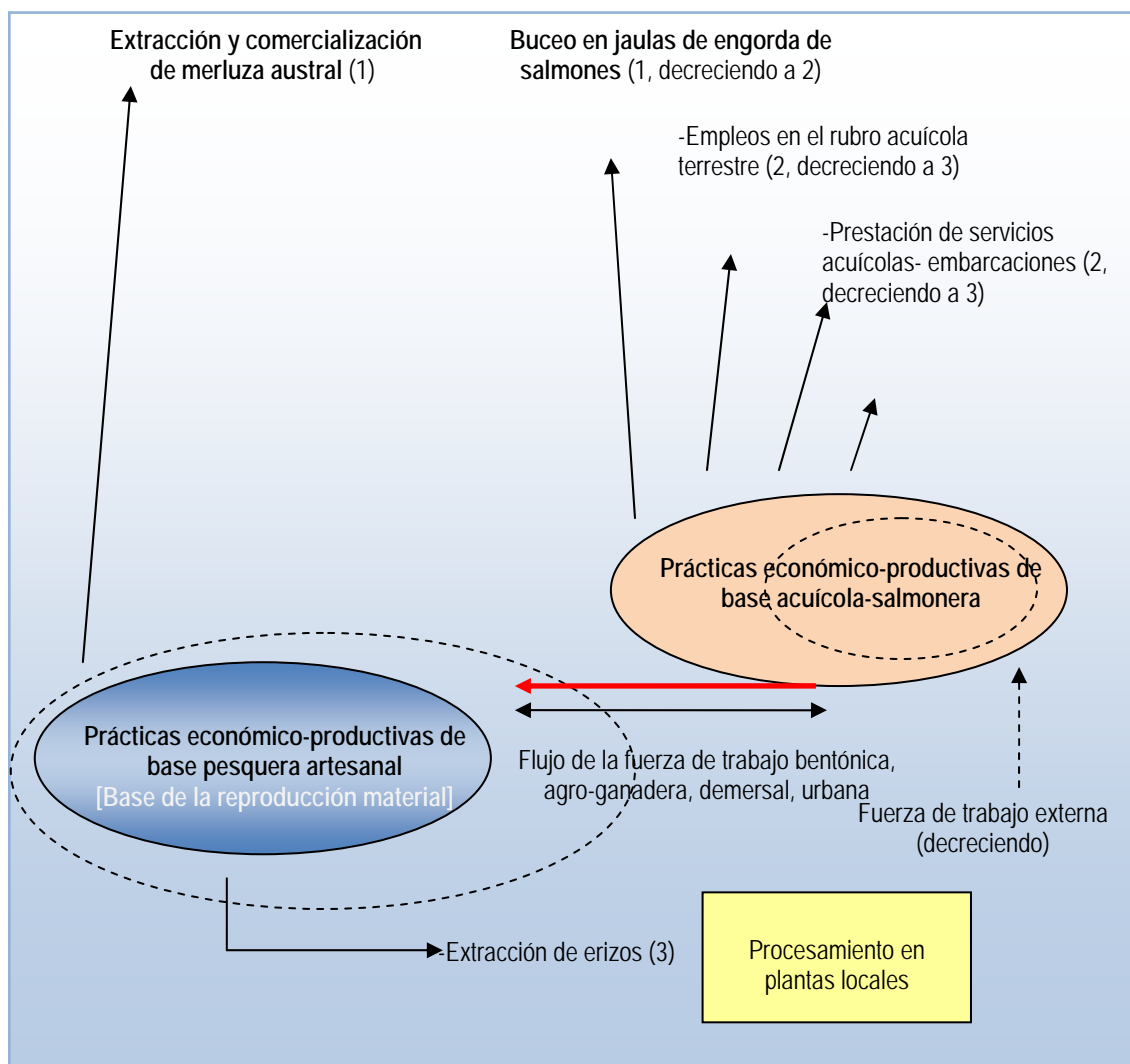 Extracción y comercialización
de merluza austral (1)
Buceo en jaulas de engorda de
salmones (1, decreciendo a 2)
-Empleos en el rubro acuícola
terrestre (2, decreciendo a 3)
-Prestación de servicios
acuícolas- embarcaciones (2,
decreciendo a 3)
Prácticas económico-productivas de
base acuícola-salmonera
Prácticas económico-productivas de
base pesquera artesanal
[Base de la reproducción material]
Flujo de la fuerza de trabajo bentónica,
agro-ganadera, demersal, urbana
Fuerza de trabajo externa
(decreciendo)
-Extracción de erizos (3)
Procesamiento en
plantas locales